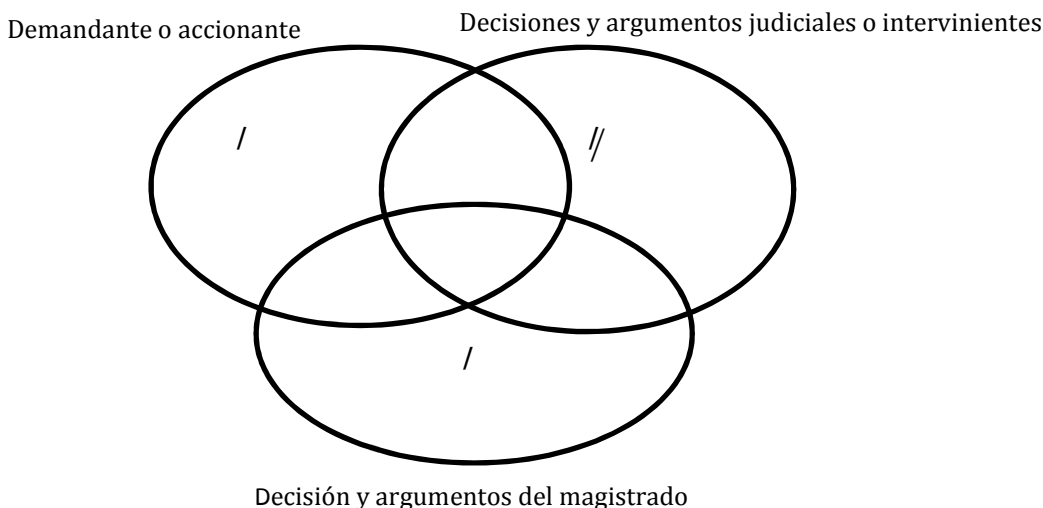 Demandante o accionante
Decisiones y argumentos judiciales o intervinientes
/
//
/
Decisión y argumentos del magistrado